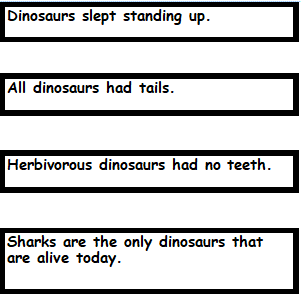 Dinosaurs slept standing up.
All dinosaurs had tails.
Herbivorous dinosaurs had no teeth.
Sharks are the only dinosaurs that
are alive today.